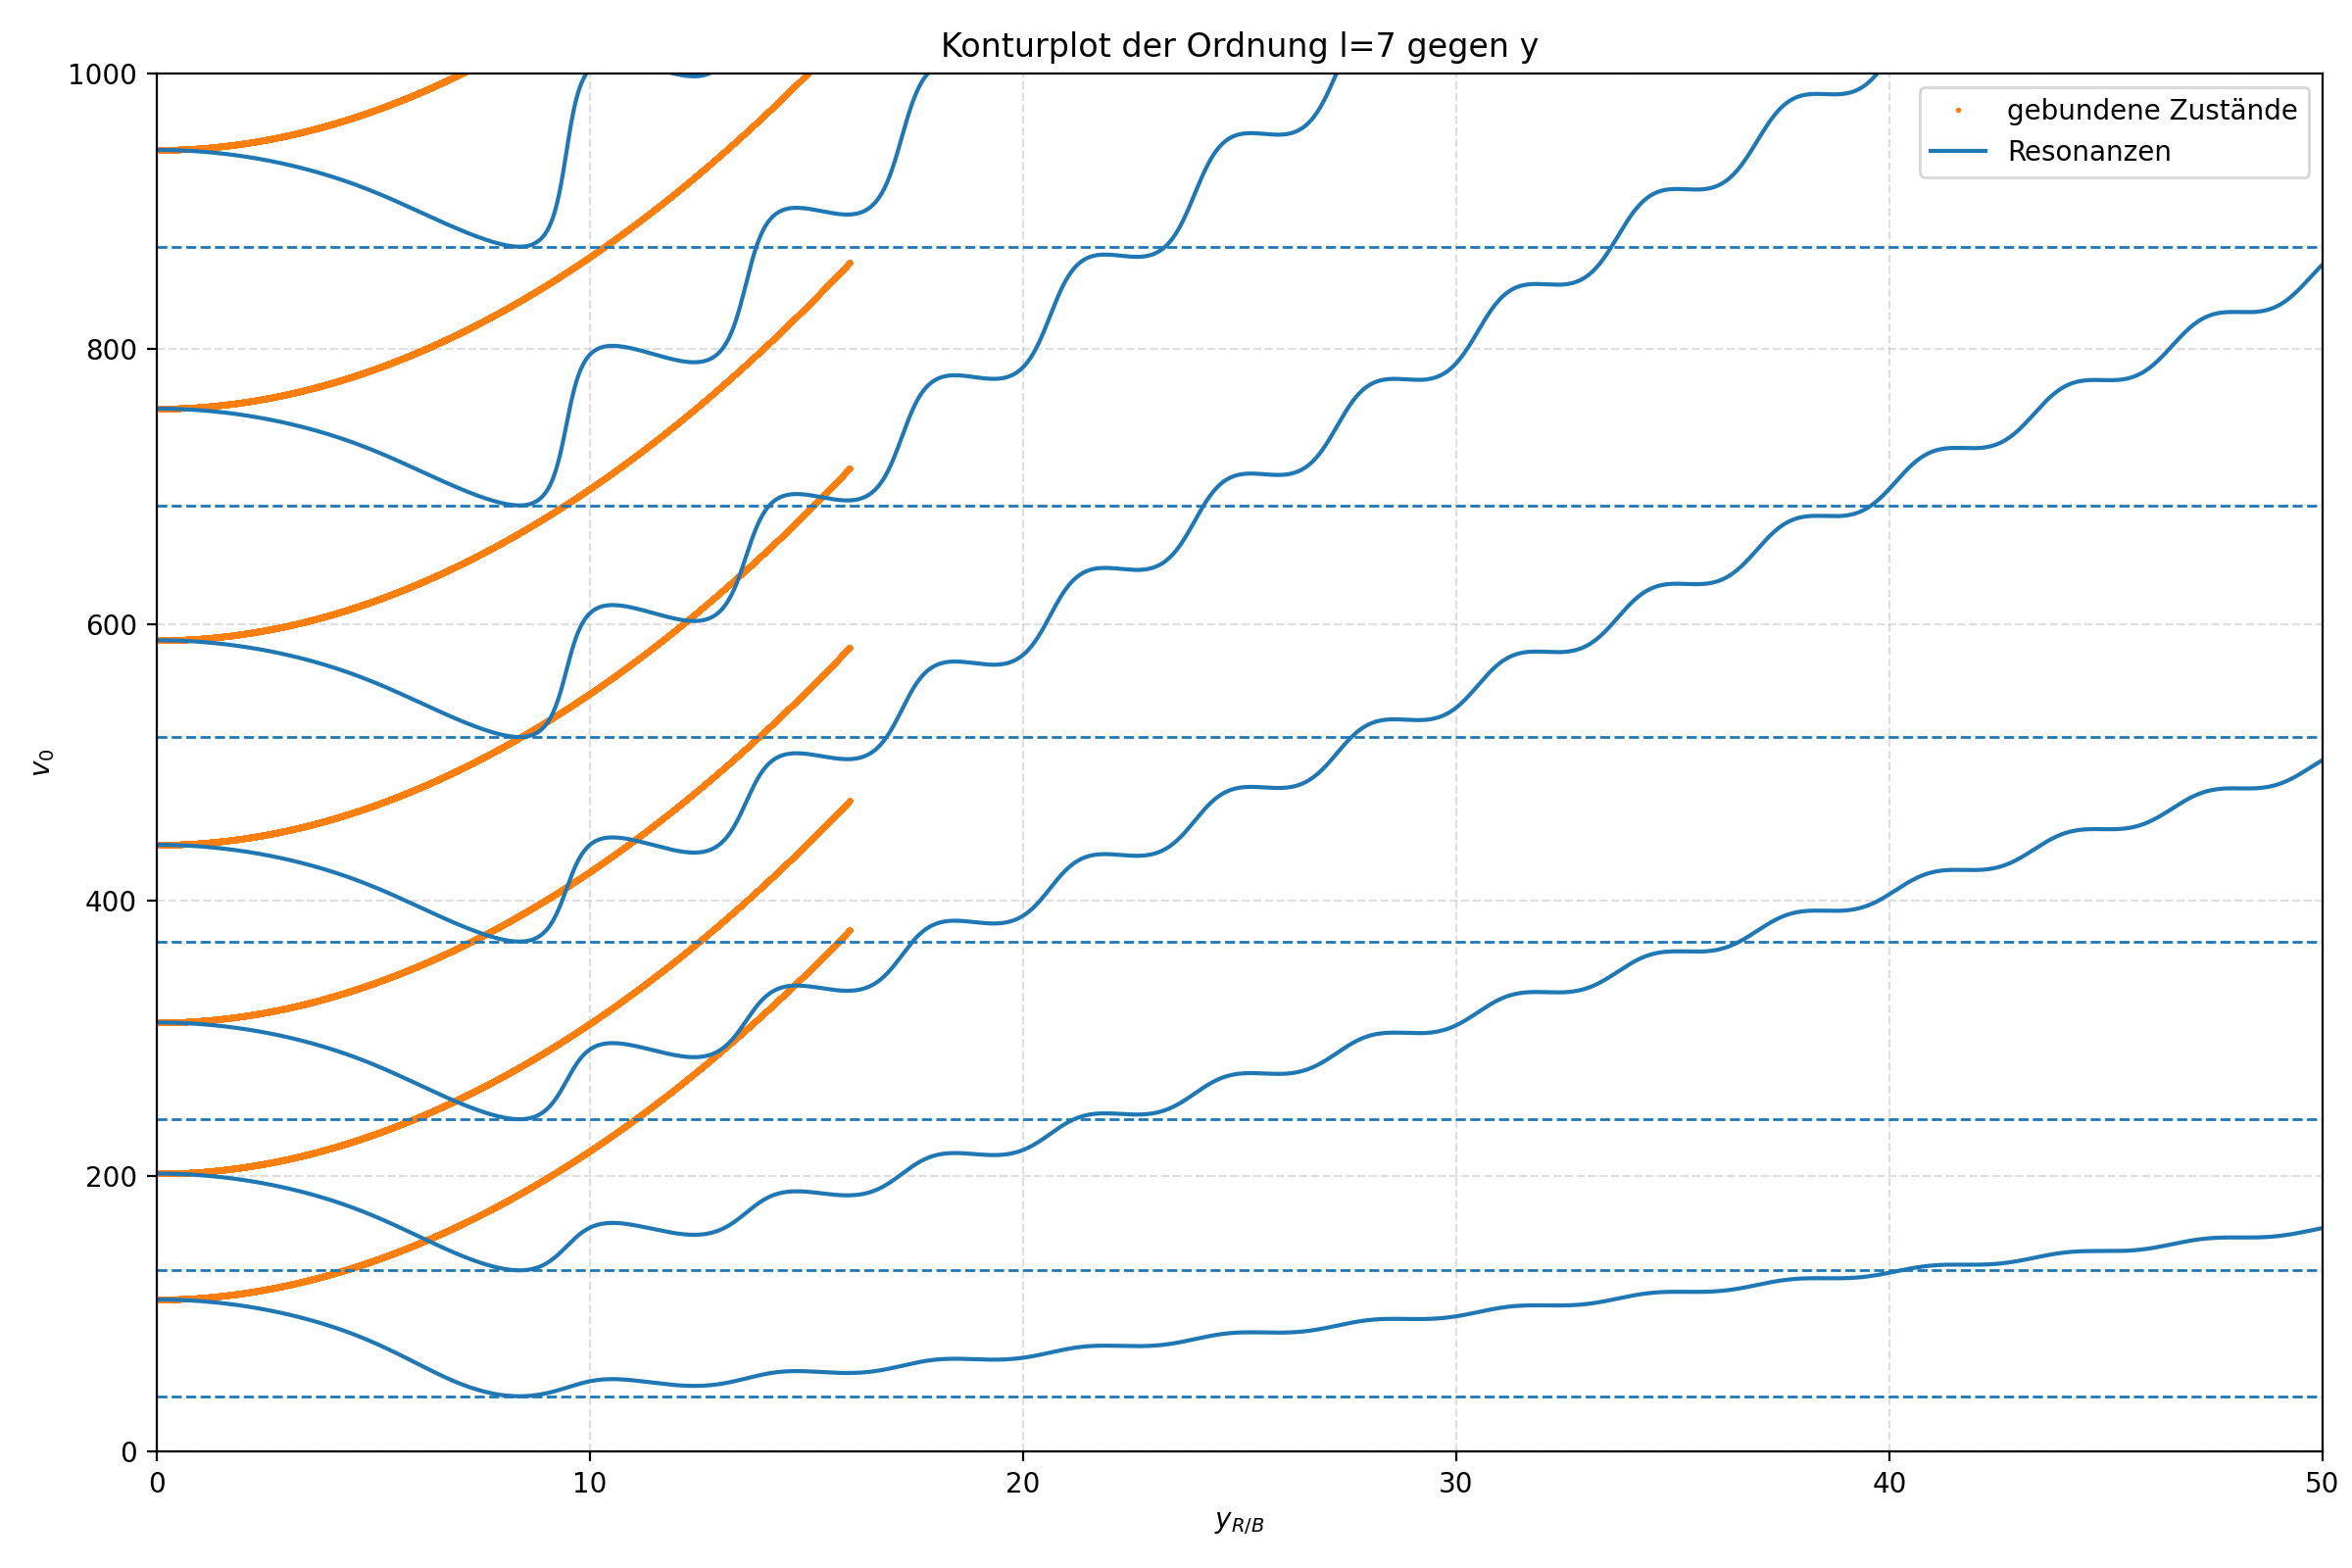 Konturplot der Ordnung l=7 gegen y
1000
800
600
400
200
0
v₀
gebundene Zustände
Resonanzen
0 10 20 30 40 50
y_{R/B}